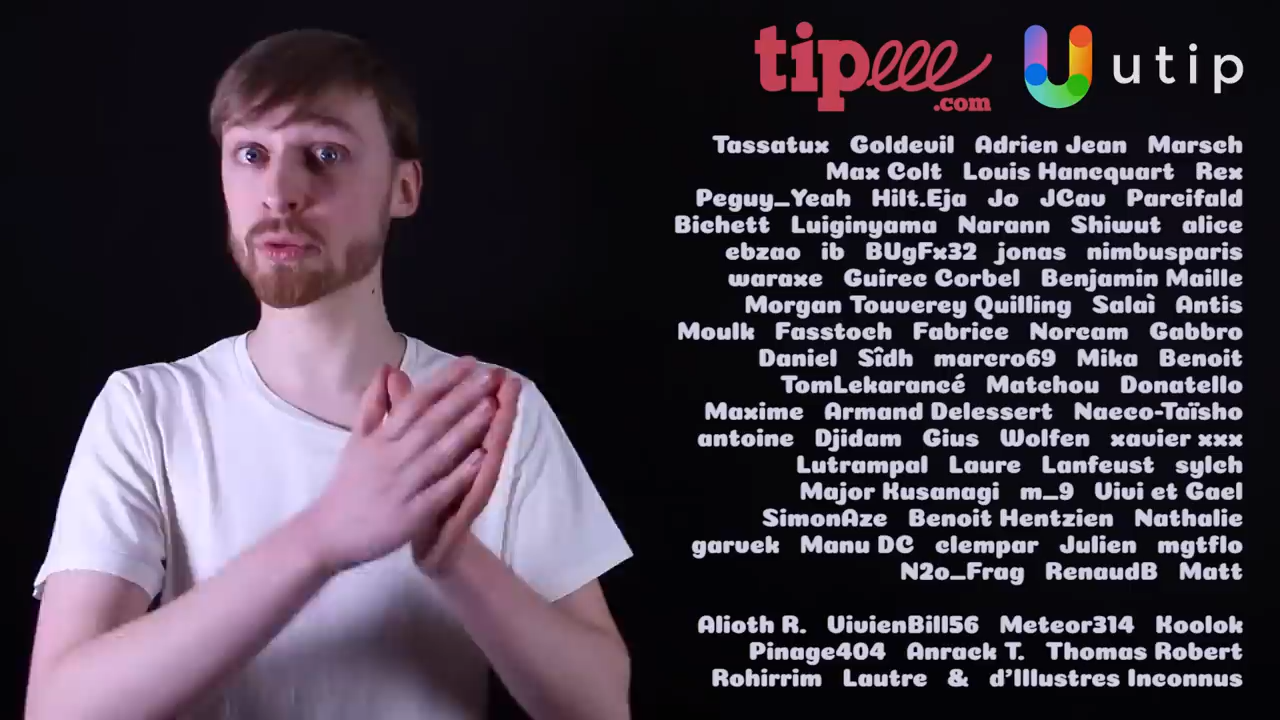 tipeee
.com
utip
Tassatux Goldevil Adrien Jean Marsch
Max Colt Louis Hancquart Rex
Peguy_Yeah Hilt.Eja Jo JCav Parcifald
Bichett Luiginyama Narann Shiwut alice
ebzao ib BUgFx32 jonas nimbusparis
waraxe Guirec Corbel Benjamin Maille
Morgan Touverey Quilling Salaì Antis
Moulk Fasstoch Fabrice Norcam Gabbro
Daniel Sîdh marcro69 Mika Benoit
TomLekarancé Matchou Donatello
Maxime Armand Delessert Naeco-Taïsho
antoine Djidam Gius Wolfen xavier xxx
Lutrampal Laure Lanfeust sylch
Major Kusanagi m_9 Vivi et Gael
SimonAze Benoit Hentzien Nathalie
garvek Manu DC clempar Julien mgtflo
N2o_Frag RenaudB Matt
Alioth R. VivienBill56 Meteor314 Koolok
Pinage404 Anrack T. Thomas Robert
Rohirrim Lautre & d'Illustres Inconnus